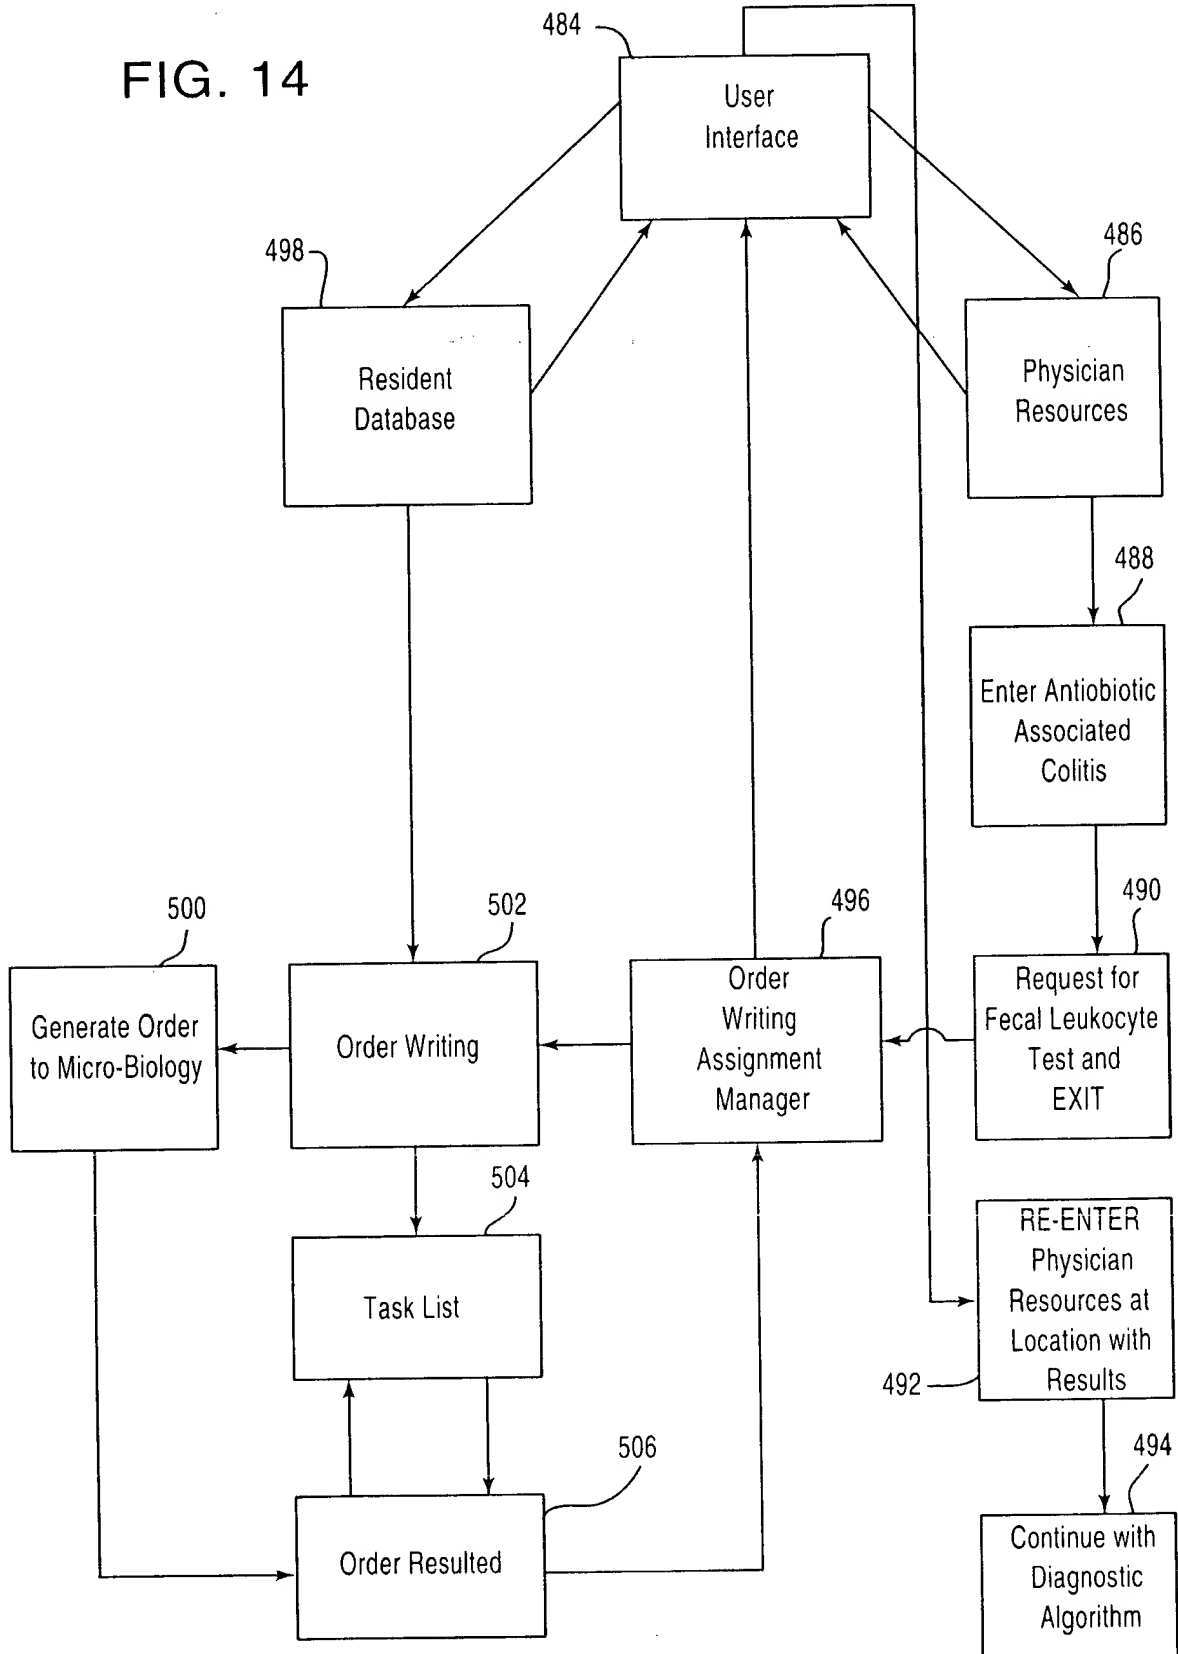 FIG. 14
484
User
Interface
498
Resident
Database
486
Physician
Resources
488
Enter Antiobiotic
Associated
Colitis
500
Generate Order
to Micro-Biology
502
Order Writing
496
Order
Writing
Assignment
Manager
490
Request for
Fecal Leukocyte
Test and
EXIT
504
Task List
RE-ENTER
Physician
Resources at
Location with
Results
492
506
Order Resulted
494
Continue with
Diagnostic
Algorithm